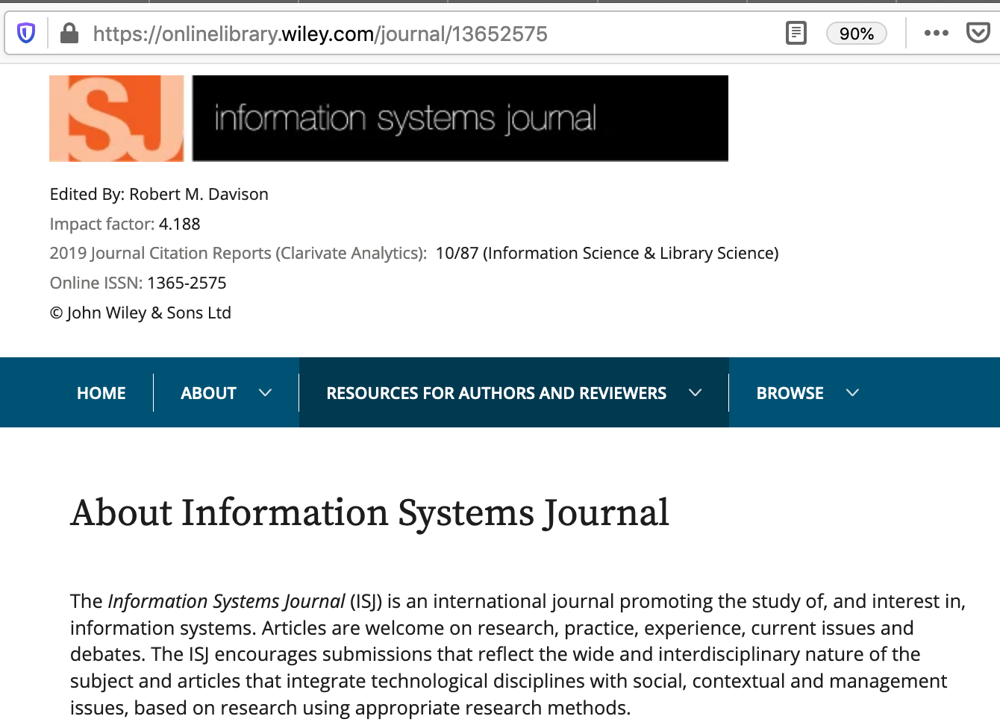 https://onlinelibrary.wiley.com/journal/13652575
90%
SJ
information systems journal
Edited By: Robert M. Davison
Impact factor: 4.188
2019 Journal Citation Reports (Clarivate Analytics): 10/87 (Information Science & Library Science)
Online ISSN: 1365-2575
© John Wiley & Sons Ltd
HOME ABOUT RESOURCES FOR AUTHORS AND REVIEWERS BROWSE
About Information Systems Journal
The Information Systems Journal (ISJ) is an international journal promoting the study of, and interest in,
information systems. Articles are welcome on research, practice, experience, current issues and
debates. The ISJ encourages submissions that reflect the wide and interdisciplinary nature of the
subject and articles that integrate technological disciplines with social, contextual and management
issues, based on research using appropriate research methods.